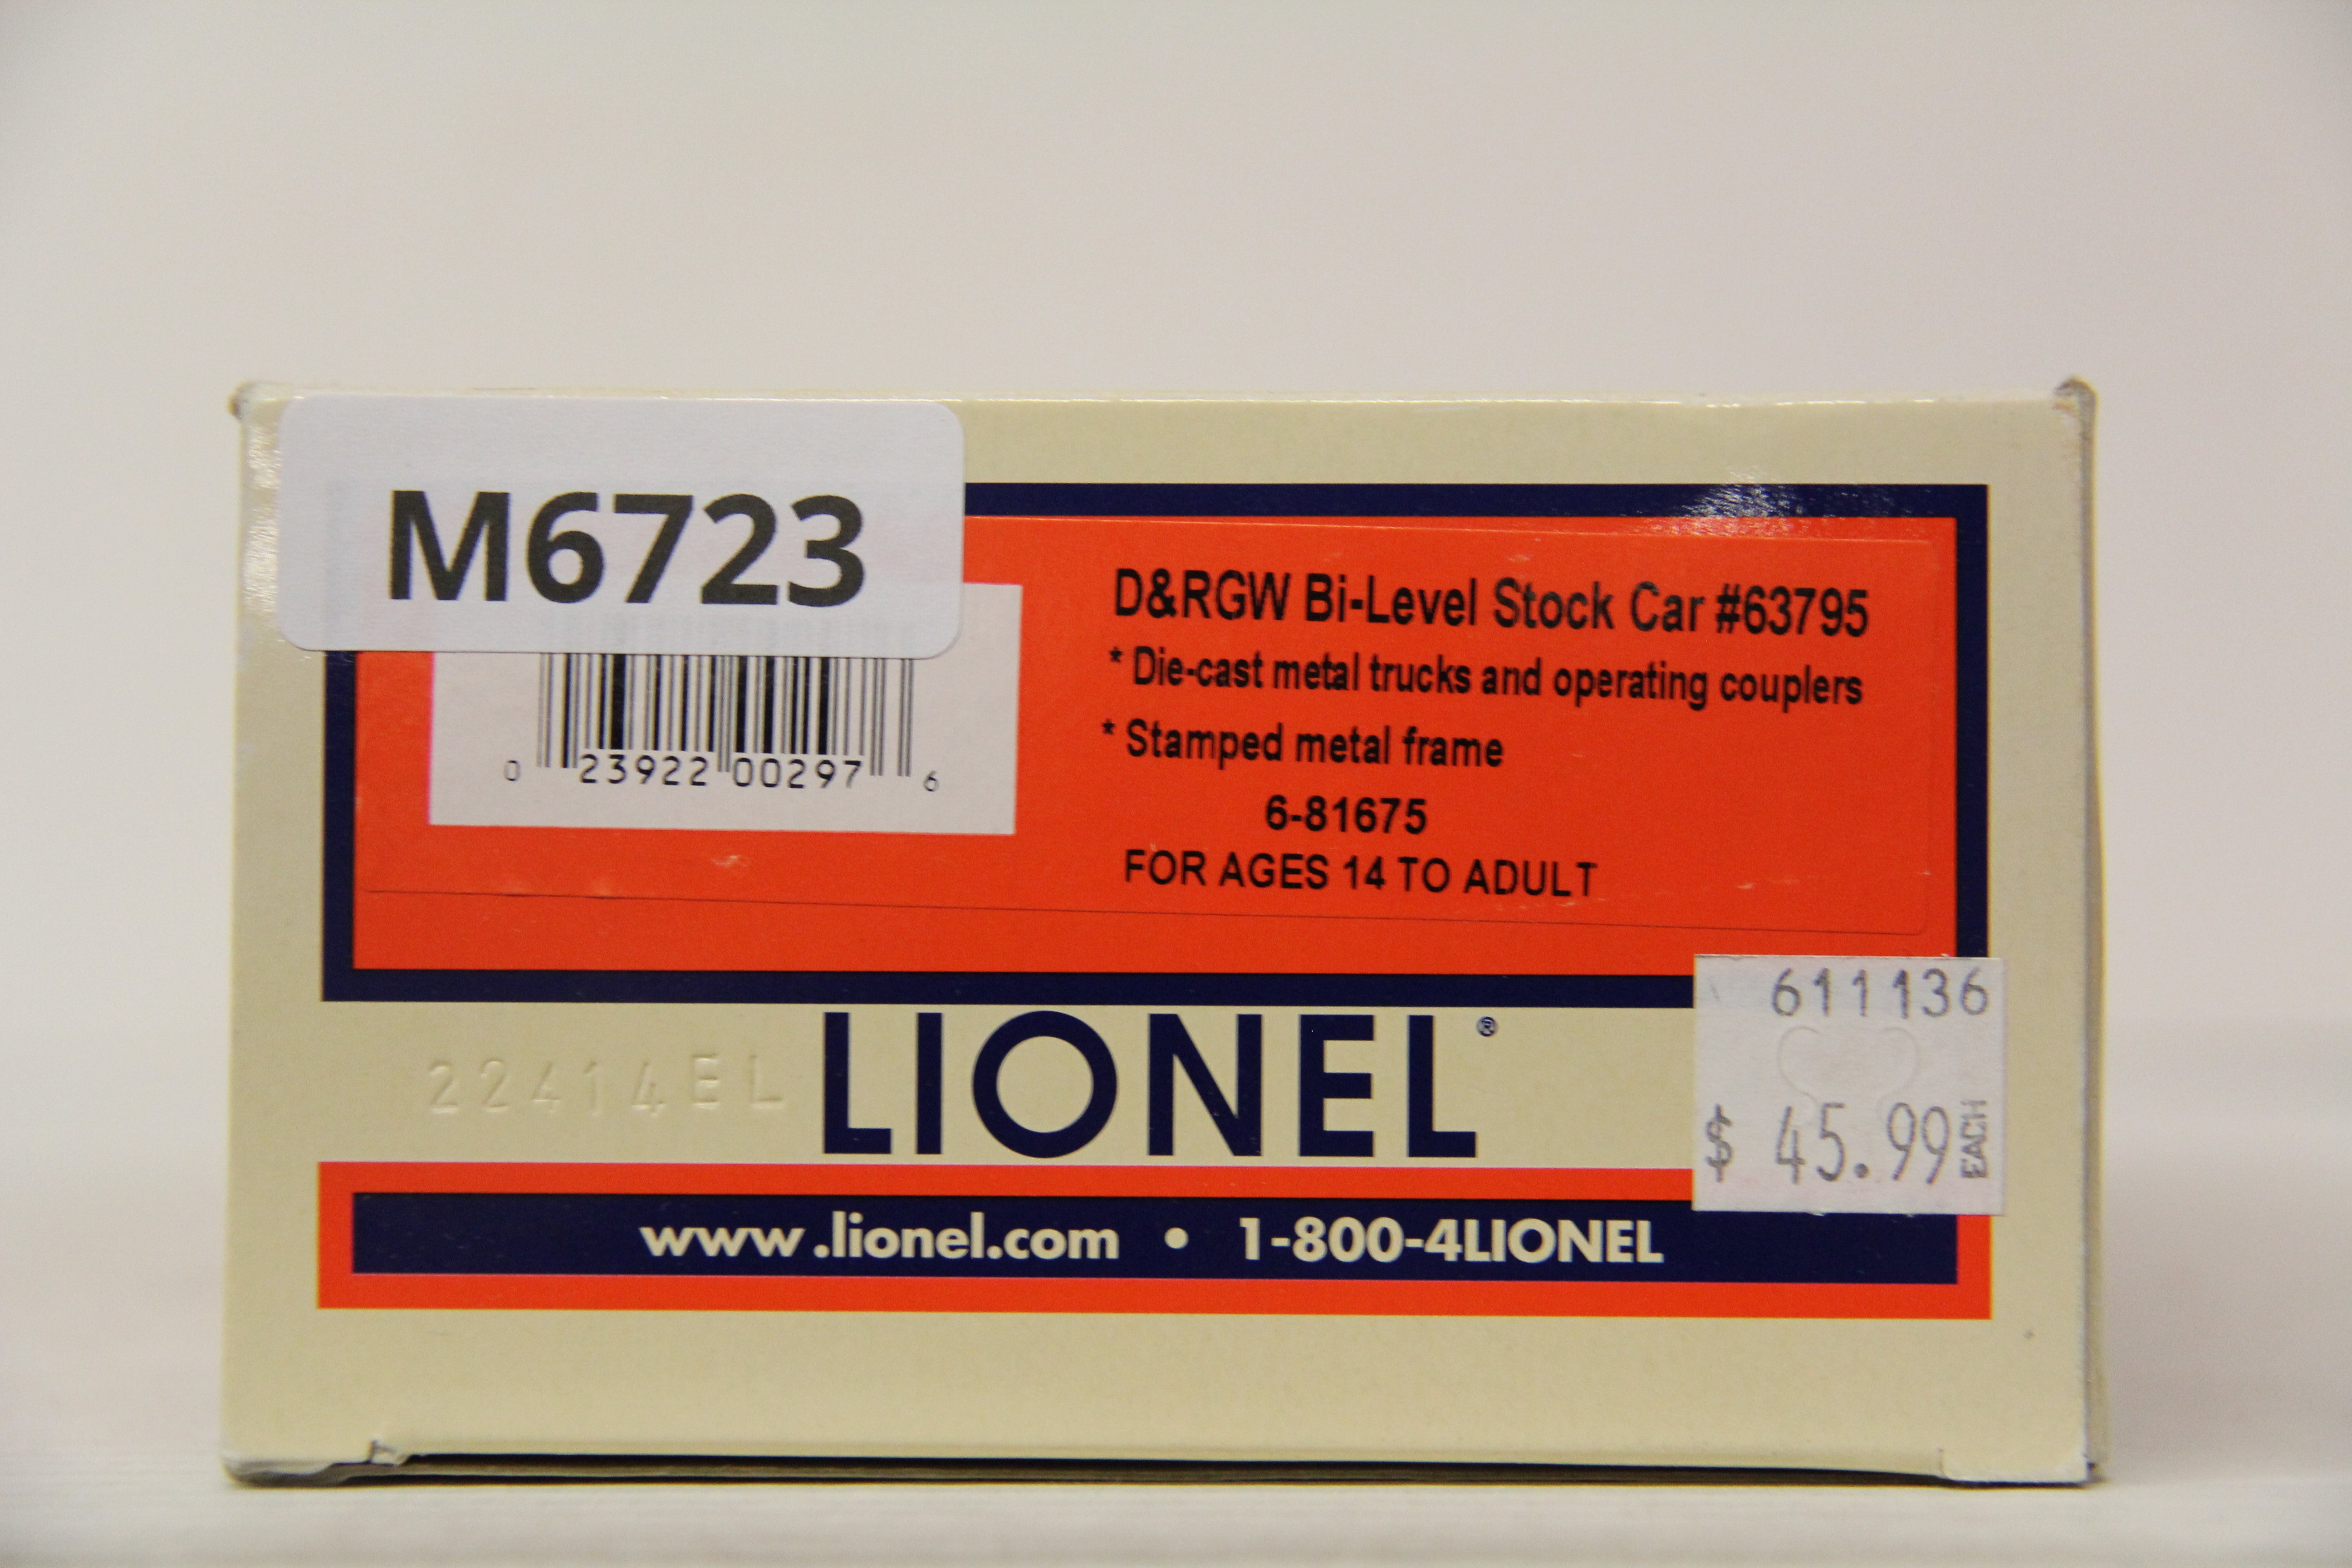 M6723
D&RGW Bi-Level Stock Car #63795
* Die-cast metal trucks and operating couplers
* Stamped metal frame
6-81675
FOR AGES 14 TO ADULT
0 23922 00297 6
611136
$ 45.99 EACH
22414EL
LIONEL®
www.lionel.com • 1-800-4LIONEL